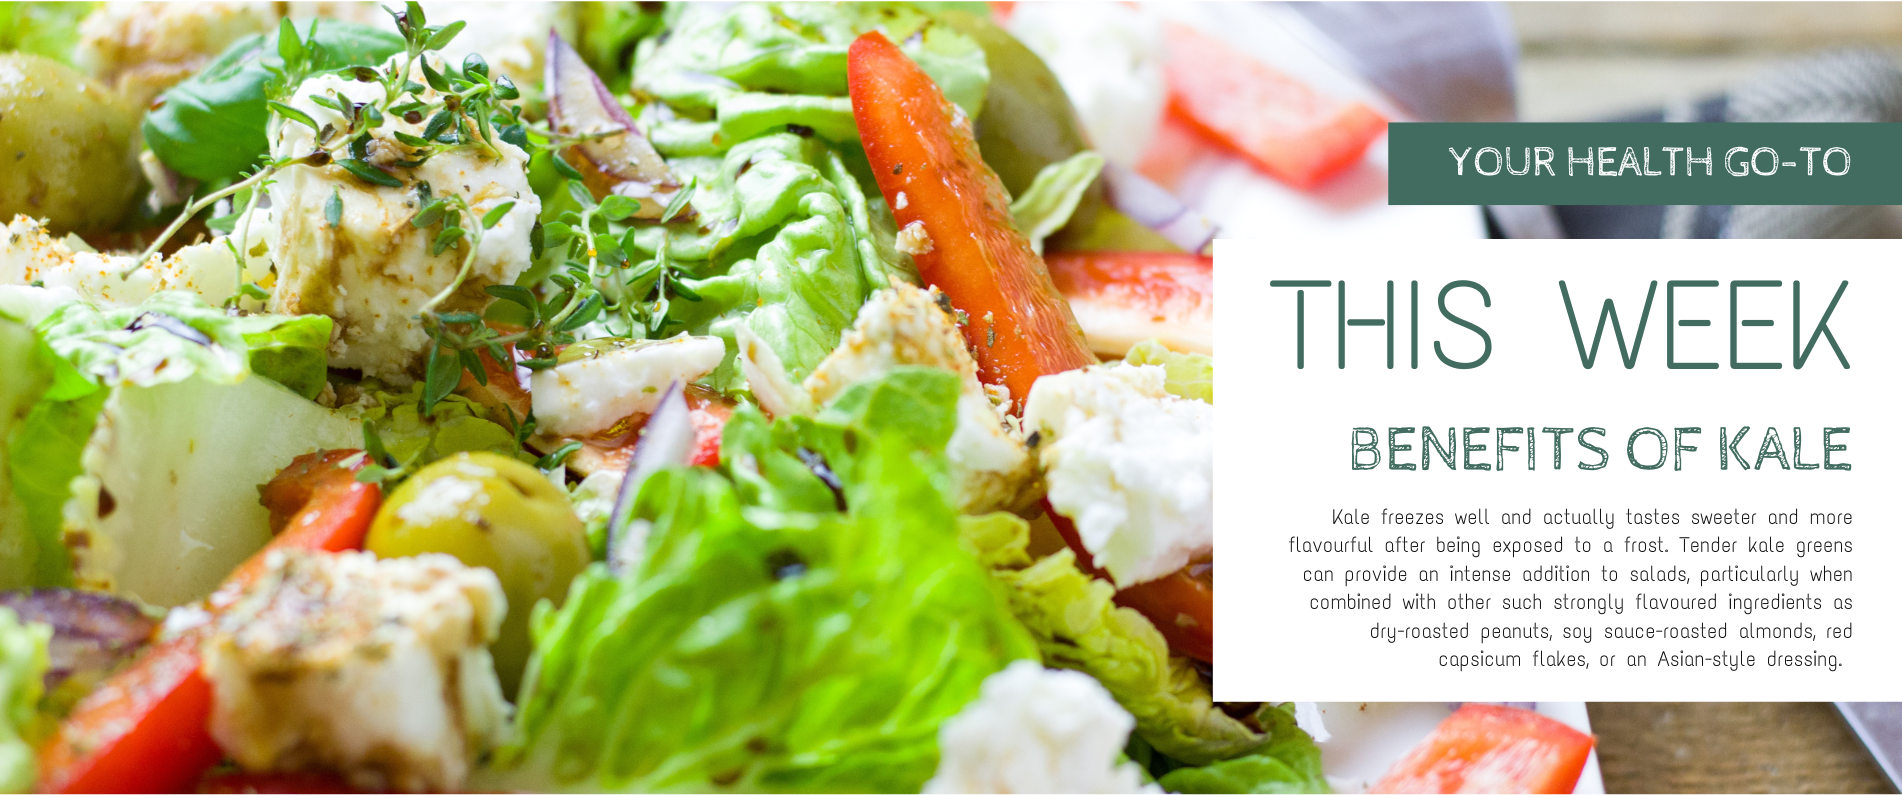 YOUR HEALTH GO-TO
THIS WEEK
BENEFITS OF KALE
Kale freezes well and actually tastes sweeter and more
flavourful after being exposed to a frost. Tender kale greens
can provide an intense addition to salads, particularly when
combined with other such strongly flavoured ingredients as
dry-roasted peanuts, soy sauce-roasted almonds, red
capsicum flakes, or an Asian-style dressing.